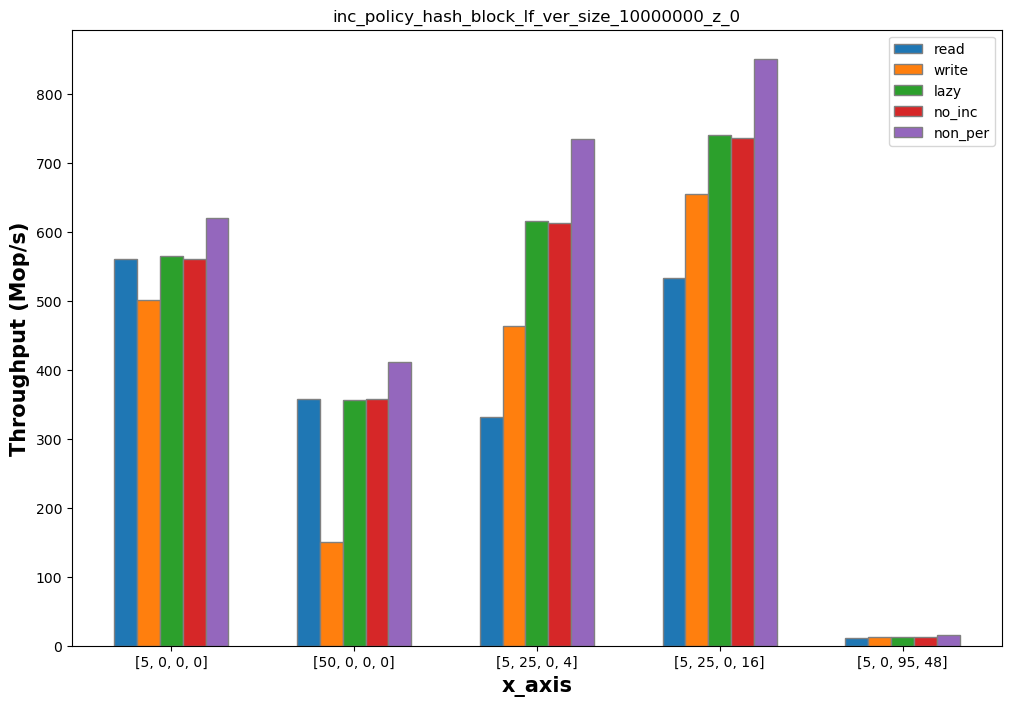 inc_policy_hash_block_lf_ver_size_10000000_z_0
read
write
lazy
no_inc
non_per
Throughput (Mop/s)
800
700
600
500
400
300
200
100
0
[5, 0, 0, 0]
[50, 0, 0, 0]
[5, 25, 0, 4]
[5, 25, 0, 16]
[5, 0, 95, 48]
x_axis